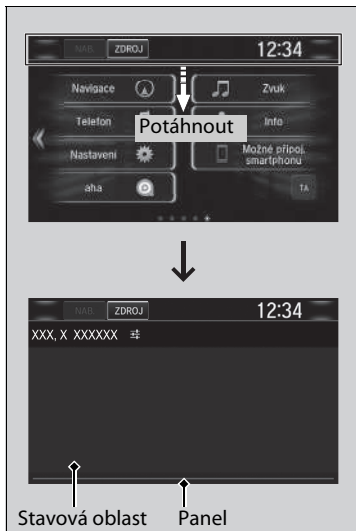 NAB. ZDROJ 12:34
Navigace Zvuk
Telefon Info
Potáhnout
Nastavení Možné připoj. smartphonu
aha TA
NAB. ZDROJ 12:34
XXX, X XXXXXX
Stavová oblast Panel